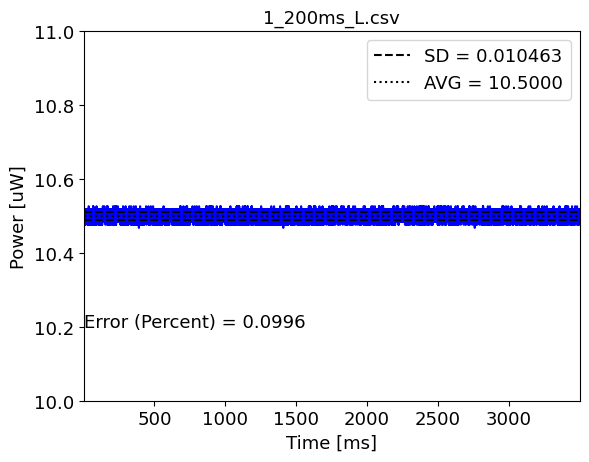 1_200ms_L.csv
11.0
SD = 0.010463
AVG = 10.5000
10.8
10.6
10.4
10.2
10.0
Power [uW]
Error (Percent) = 0.0996
500 1000 1500 2000 2500 3000
Time [ms]